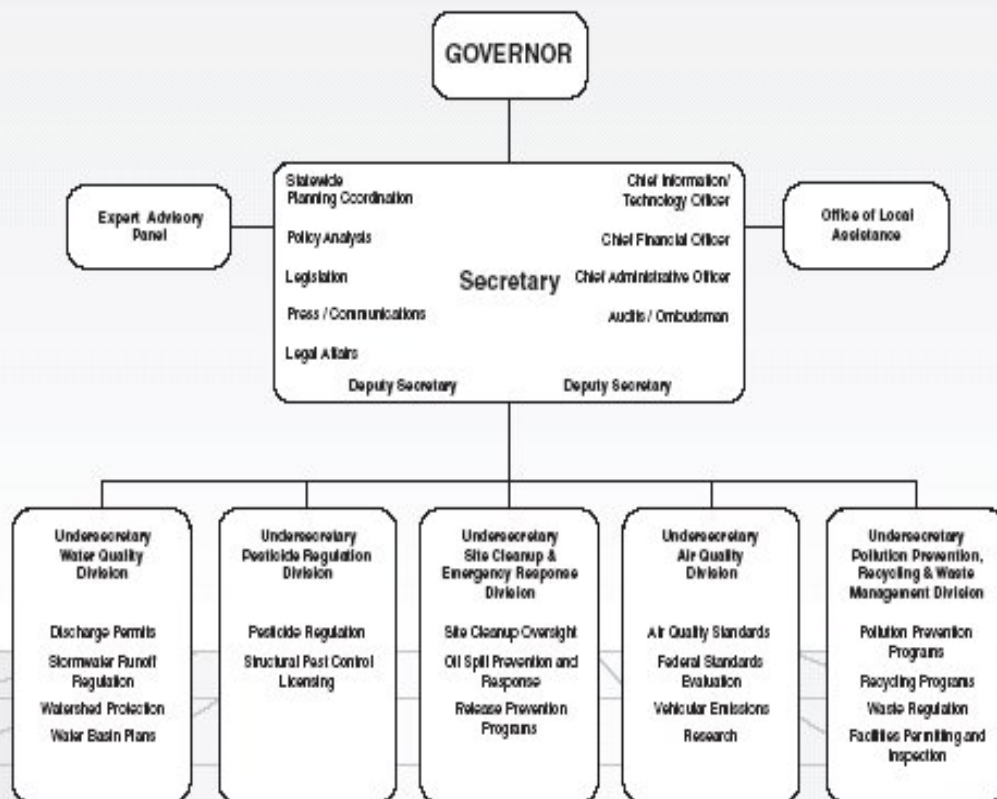 GOVERNOR
Expert Advisory
Panel
Statewide
Planning Coordination
Policy Analysis
Legislation
Press / Communications
Legal Affairs
Secretary
Chief Information/
Technology Officer
Chief Financial Officer
Chief Administrative Officer
Audits / Ombudsman
Deputy Secretary
Deputy Secretary
Office of Local
Assistance
Undersecretary
Water Quality
Division
Discharge Permits
Stormwater Runoff
Regulation
Watershed Protection
Water Basin Plans
Undersecretary
Pesticide Regulation
Division
Pesticide Regulation
Structural Pest Control
Licensing
Undersecretary
Site Cleanup &
Emergency Response
Division
Site Cleanup Oversight
Oil Spill Prevention and
Response
Release Prevention
Programs
Undersecretary
Air Quality
Division
Air Quality Standards
Federal Standards
Evaluation
Vehicular Emissions
Research
Undersecretary
Pollution Prevention,
Recycling & Waste
Management Division
Pollution Prevention
Programs
Recycling Programs
Waste Regulation
Facilities Permitting and
Inspection